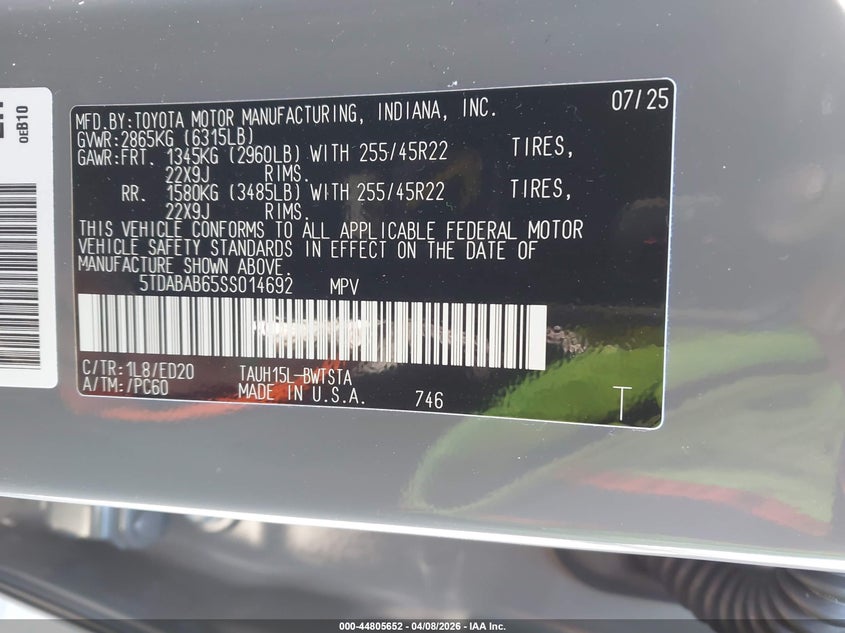 0EB10
MFD.BY:TOYOTA MOTOR MANUFACTURING, INDIANA, INC. 07/25
GVWR:2865KG (6315LB)
GAWR:FRT. 1345KG (2960LB) WITH 255/45R22 TIRES,
22X9J RIMS.
RR. 1580KG (3485LB) WITH 255/45R22 TIRES,
22X9J RIMS.
THIS VEHICLE CONFORMS TO ALL APPLICABLE FEDERAL MOTOR
VEHICLE SAFETY STANDARDS IN EFFECT ON THE DATE OF
MANUFACTURE SHOWN ABOVE.
5TDABAB65SS014692 MPV
C/TR:1L8/ED20 TAUH15L-BWTSTA
A/TM:/PC60 MADE IN U.S.A. 746 T
000-44805652 04/08/2026 - IAA Inc.